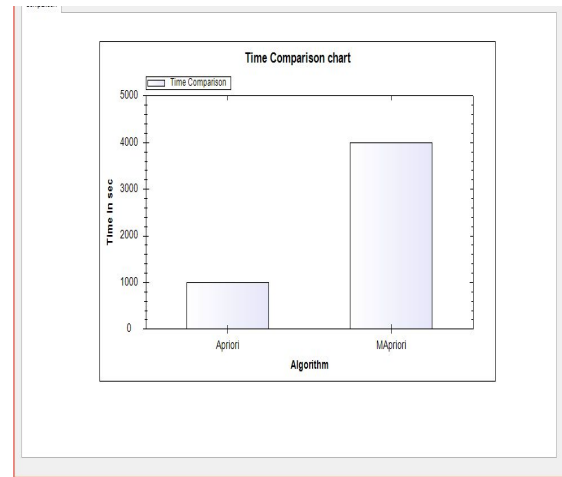 Time Comparison chart
Time Comparison
5000
4000
3000
2000
1000
0
Time In sec
Apriori
MApriori
Algorithm